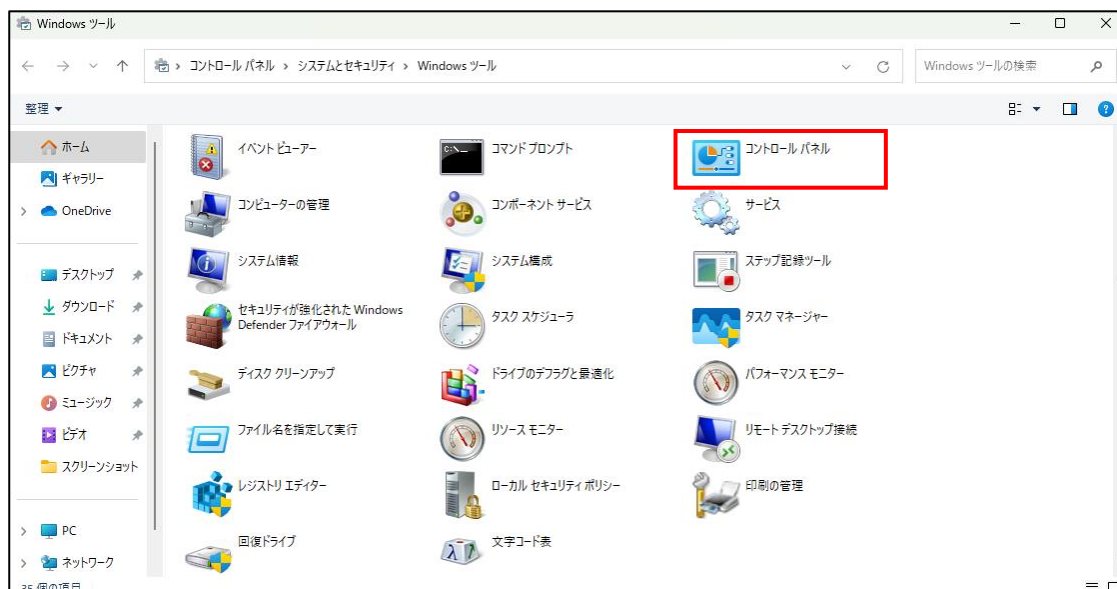 Windows ツール
コントロール パネル > システムとセキュリティ > Windows ツール
Windows ツールの検索
整理
ホーム
ギャラリー
OneDrive
デスクトップ
ダウンロード
ドキュメント
ピクチャ
ミュージック
ビデオ
スクリーンショット
PC
ネットワーク
イベント ビューアー
コマンド プロンプト
コントロール パネル
コンピューターの管理
コンポーネント サービス
サービス
システム情報
システム構成
ステップ記録ツール
セキュリティが強化された Windows
Defender ファイアウォール
タスク スケジューラ
タスク マネージャー
ディスク クリーンアップ
ドライブのデフラグと最適化
パフォーマンス モニター
ファイル名を指定して実行
リソース モニター
リモート デスクトップ接続
レジストリ エディター
ローカル セキュリティ ポリシー
印刷の管理
回復ドライブ
文字コード表